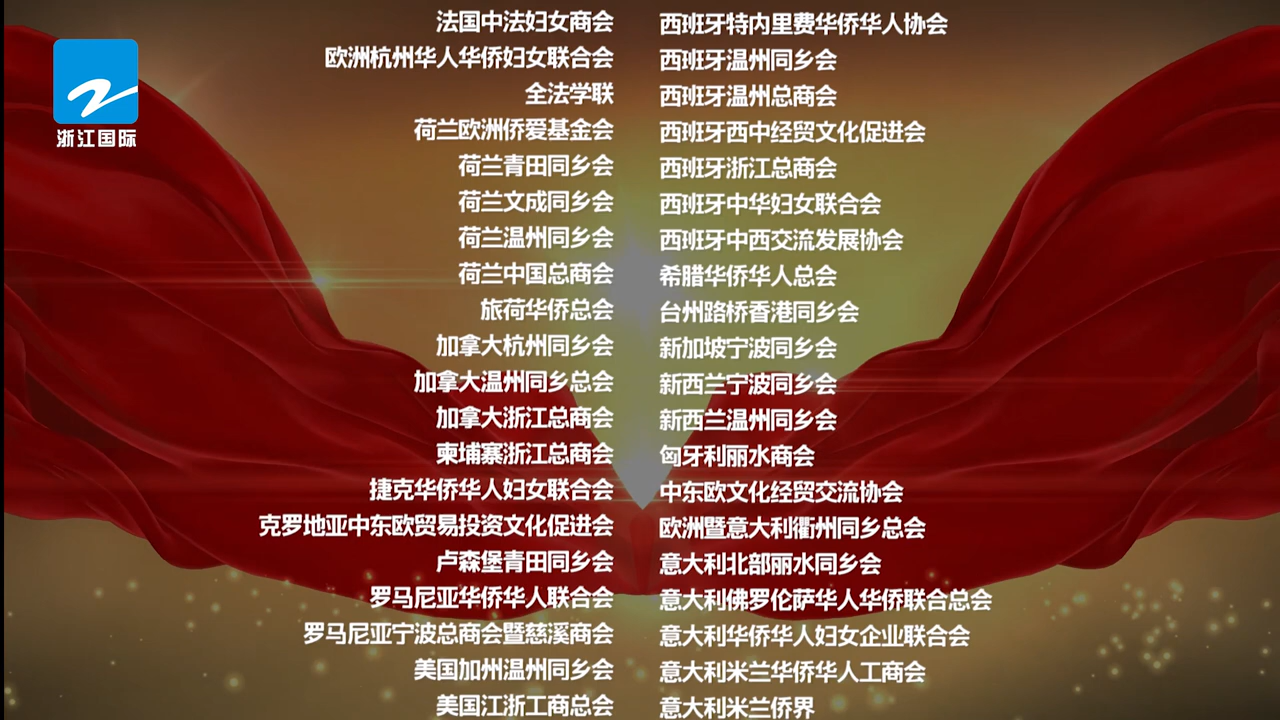 浙江国际
法国中法妇女商会
欧洲杭州华人华侨妇女联合会
全法学联
荷兰欧洲侨爱基金会
荷兰青田同乡会
荷兰文成同乡会
荷兰温州同乡会
荷兰中国总商会
旅荷华侨总会
加拿大杭州同乡会
加拿大温州同乡总会
加拿大浙江总商会
柬埔寨浙江总商会
捷克华侨华人妇女联合会
克罗地亚中东欧贸易投资文化促进会
卢森堡青田同乡会
罗马尼亚华侨华人联合会
罗马尼亚宁波总商会暨慈溪商会
美国加州温州同乡会
美国江浙工商总会
西班牙特内里费华侨华人协会
西班牙温州同乡会
西班牙温州总商会
西班牙西中经贸文化促进会
西班牙浙江总商会
西班牙中华妇女联合会
西班牙中西交流发展协会
希腊华侨华人总会
台州路桥香港同乡会
新加坡宁波同乡会
新西兰宁波同乡会
新西兰温州同乡会
匈牙利丽水商会
中东欧文化经贸交流协会
欧洲暨意大利衢州同乡总会
意大利北部丽水同乡会
意大利佛罗伦萨华人华侨联合总会
意大利华侨华人妇女企业联合会
意大利米兰华侨华人工商会
意大利米兰侨界